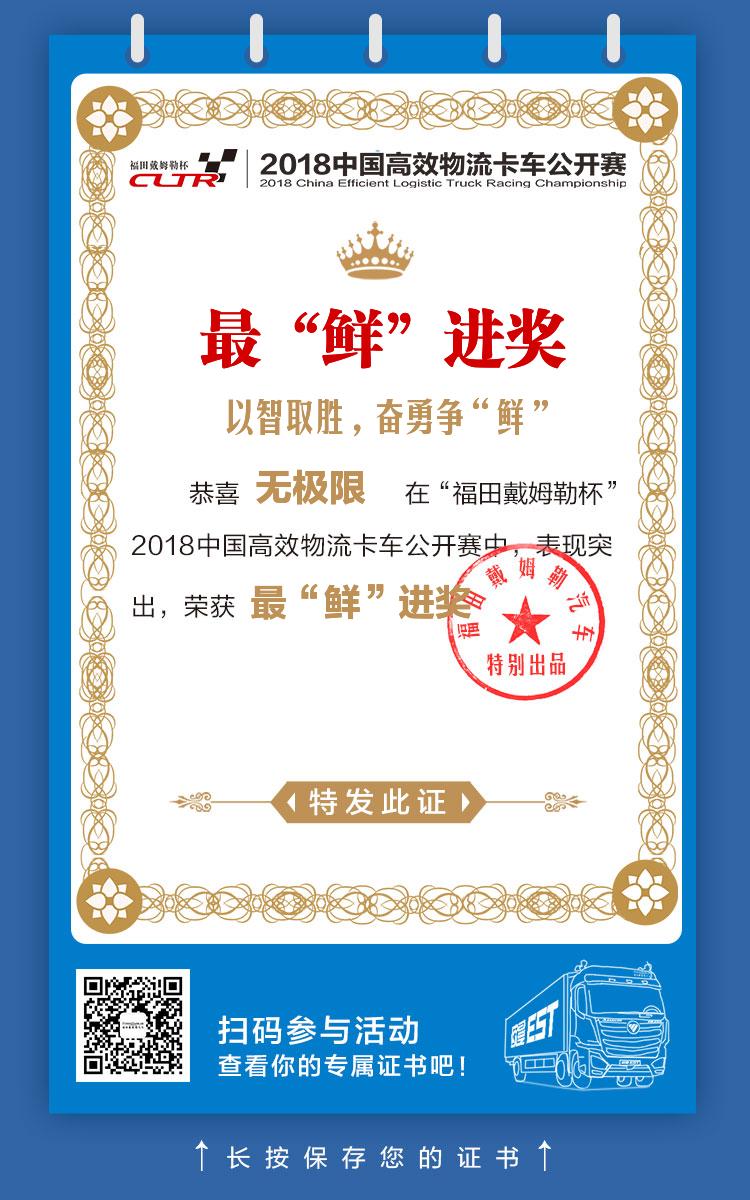 福田戴姆勒杯
CLTR
2018中国高效物流卡车公开赛
2018 China Efficient Logistic Truck Racing Championship
最“鲜”进奖
以智取胜，奋勇争“鲜”
恭喜 无极限 在“福田戴姆勒杯”
2018中国高效物流卡车公开赛中，表现突
出，荣获 最“鲜”进奖
福田戴姆勒汽车
特别出品
特发此证
扫码参与活动
查看你的专属证书吧！
EST
↑长按保存您的证书↑